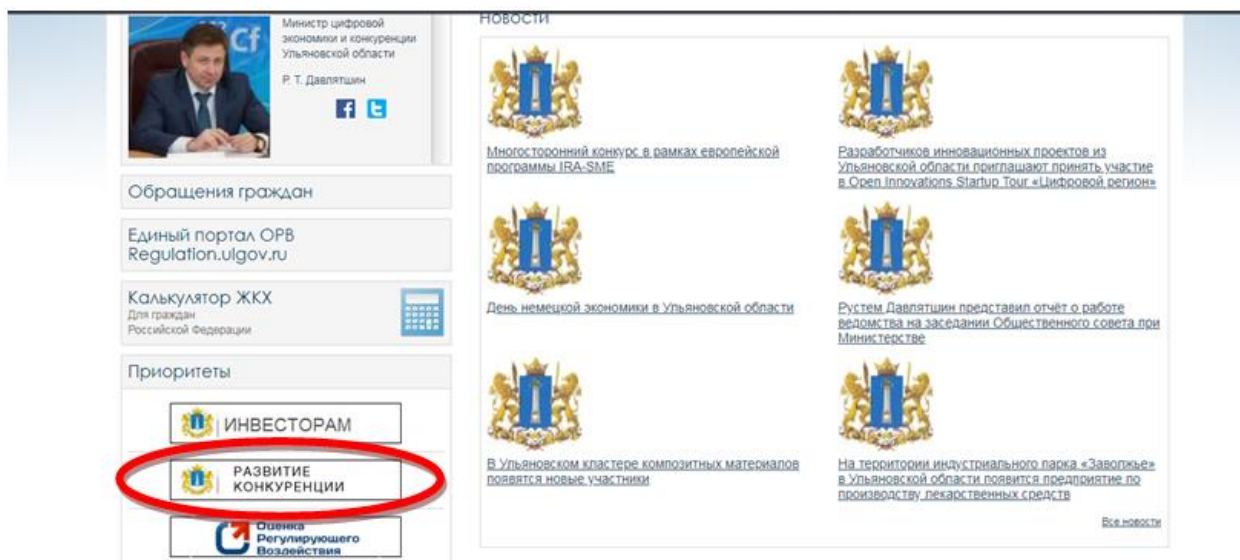 Министр цифровой
экономики и конкуренции
Ульяновской области
Р. Т. Давлятшин
Обращения граждан
Единый портал ОРВ
Regulation.ulgov.ru
Калькулятор ЖКХ
Для граждан
Российской Федерации
Приоритеты
ИНВЕСТОРАМ
РАЗВИТИЕ
КОНКУРЕНЦИИ
Оценка
Регулирующего
Воздействия
НОВОСТИ
Многосторонний конкурс в рамках европейской
программы IRA-SME
Разработчиков инновационных проектов из
Ульяновской области приглашают принять участие
в Open Innovations Startup Tour «Цифровой регион»
День немецкой экономики в Ульяновской области
Рустем Давлятшин представил отчёт о работе
ведомства на заседании Общественного совета при
Министерстве
В Ульяновском кластере композитных материалов
появятся новые участники
На территории индустриального парка «Заволжье»
в Ульяновской области появится предприятие по
производству лекарственных средств
Все новости